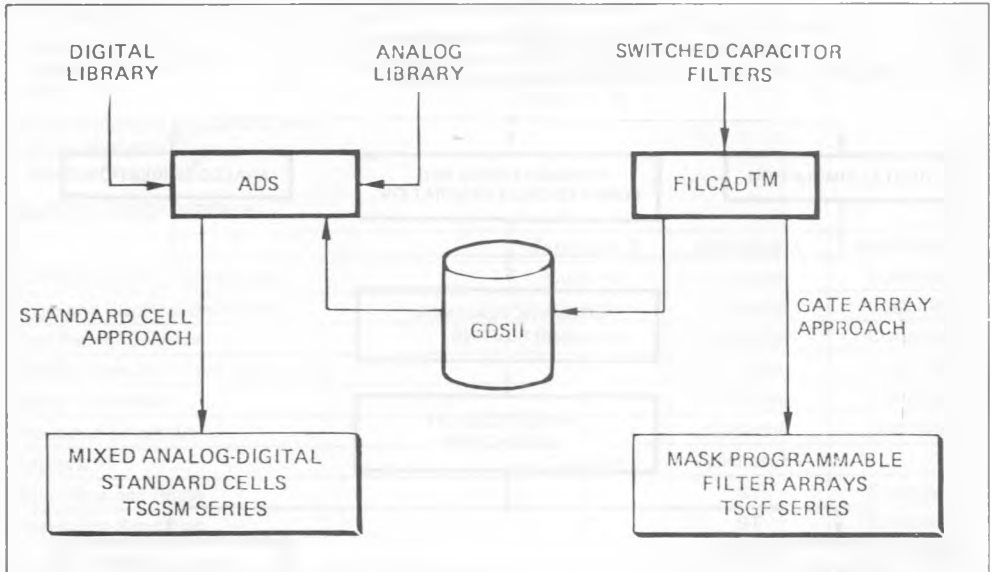 DIGITAL
LIBRARY
ANALOG
LIBRARY
SWITCHED CAPACITOR
FILTERS
ADS
FILCAD™
GDSII
STANDARD CELL
APPROACH
GATE ARRAY
APPROACH
MIXED ANALOG-DIGITAL
STANDARD CELLS
TSGSM SERIES
MASK PROGRAMMABLE
FILTER ARRAYS
TSGF SERIES